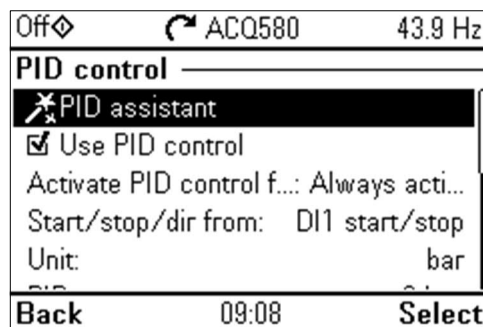 Off ACQ580 43.9 Hz
PID control
PID assistant
Use PID control
Activate PID control f...: Always acti...
Start/stop/dir from: DI1 start/stop
Unit: bar
Back 09:08 Select